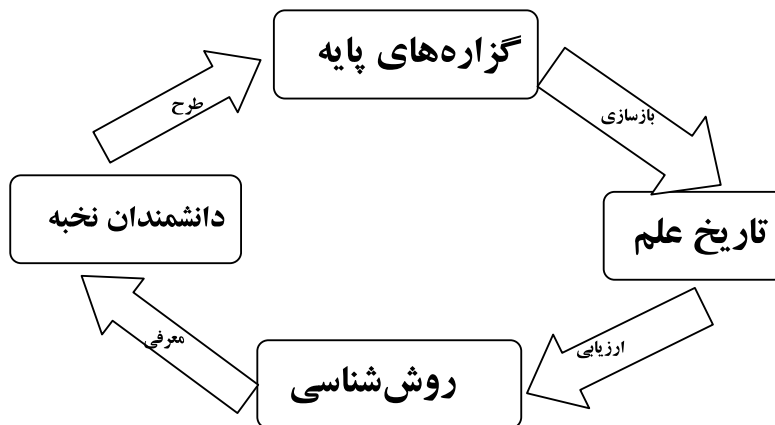 گزاره‌های پایه
بازسازی
طرح
دانشمندان نخبه
تاریخ علم
معرفی
ارزیابی
روش‌شناسی